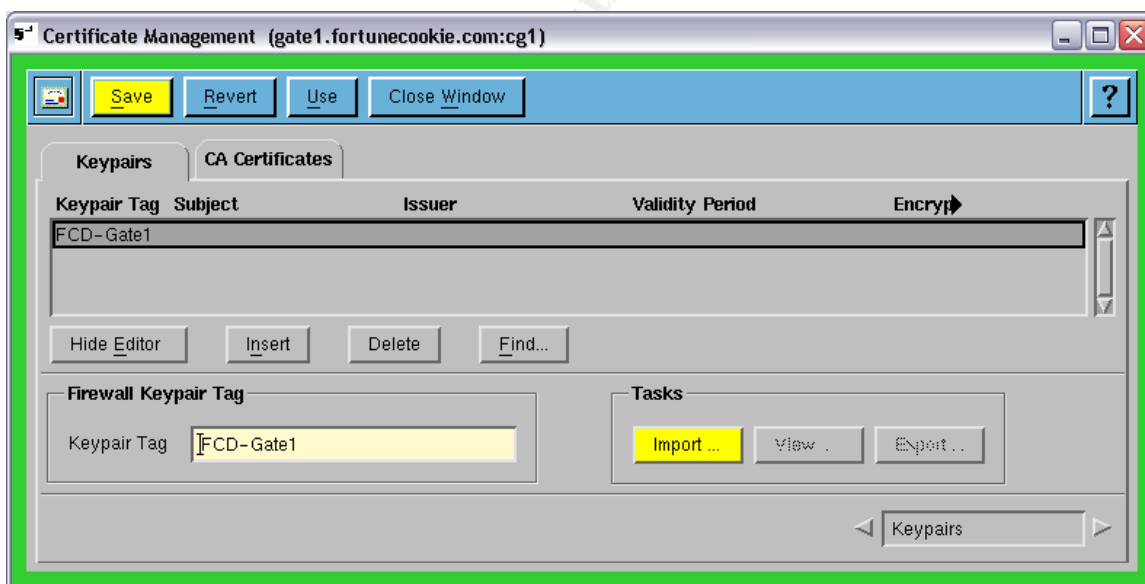 Certificate Management (gate1.fortunecookie.com:cg1)
Save Revert Use Close Window ?
Keypairs CA Certificates
Keypair Tag Subject Issuer Validity Period Encryp
FCD-Gate1
Hide Editor Insert Delete Find...
Firewall Keypair Tag Tasks
Keypair Tag FCD-Gate1 Import ... View . Export . .
Keypairs